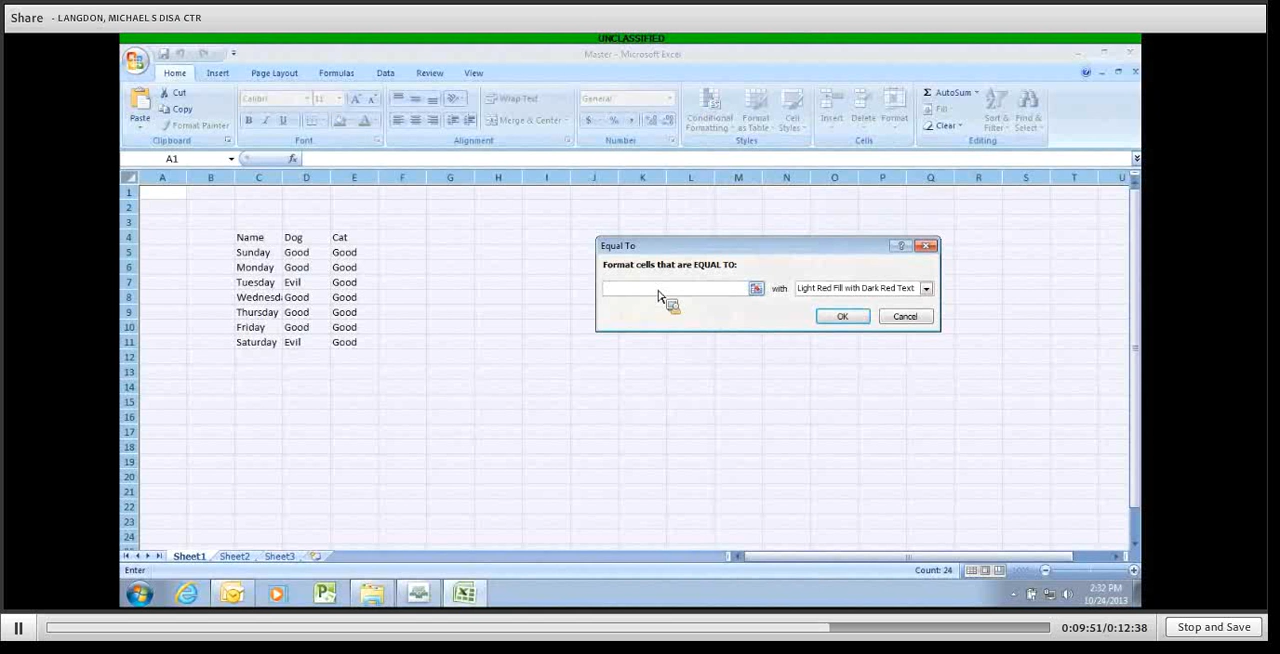 Share - LANGDON, MICHAEL S DISA CTR
UNCLASSIFIED
Master - Microsoft Excel
Home Insert Page Layout Formulas Data Review View
Cut
Copy
Format Painter
Paste
Clipboard
Calibri 11
B I U
Font
Wrap Text
Merge & Center
Alignment
General
$ % ,
Number
Conditional Formatting
Format as Table
Cell Styles
Styles
Insert Delete Format
Cells
AutoSum
Fill
Clear
Sort & Filter
Find & Select
Editing
A1 fx
A B C D E F G H I J K L M N O P Q R S T U
1
2
3
4 Name Dog Cat
5 Sunday Good Good
6 Monday Good Good
7 Tuesday Evil Good
8 Wednesd Good Good
9 Thursday Good Good
10 Friday Good Good
11 Saturday Evil Good
12
13
14
15
16
17
18
19
20
21
22
23
24
Equal To
Format cells that are EQUAL TO:
with Light Red Fill with Dark Red Text
OK Cancel
Sheet1 Sheet2 Sheet3
Enter Count: 24
2:32 PM
10/24/2013
0:09:51/0:12:38 Stop and Save